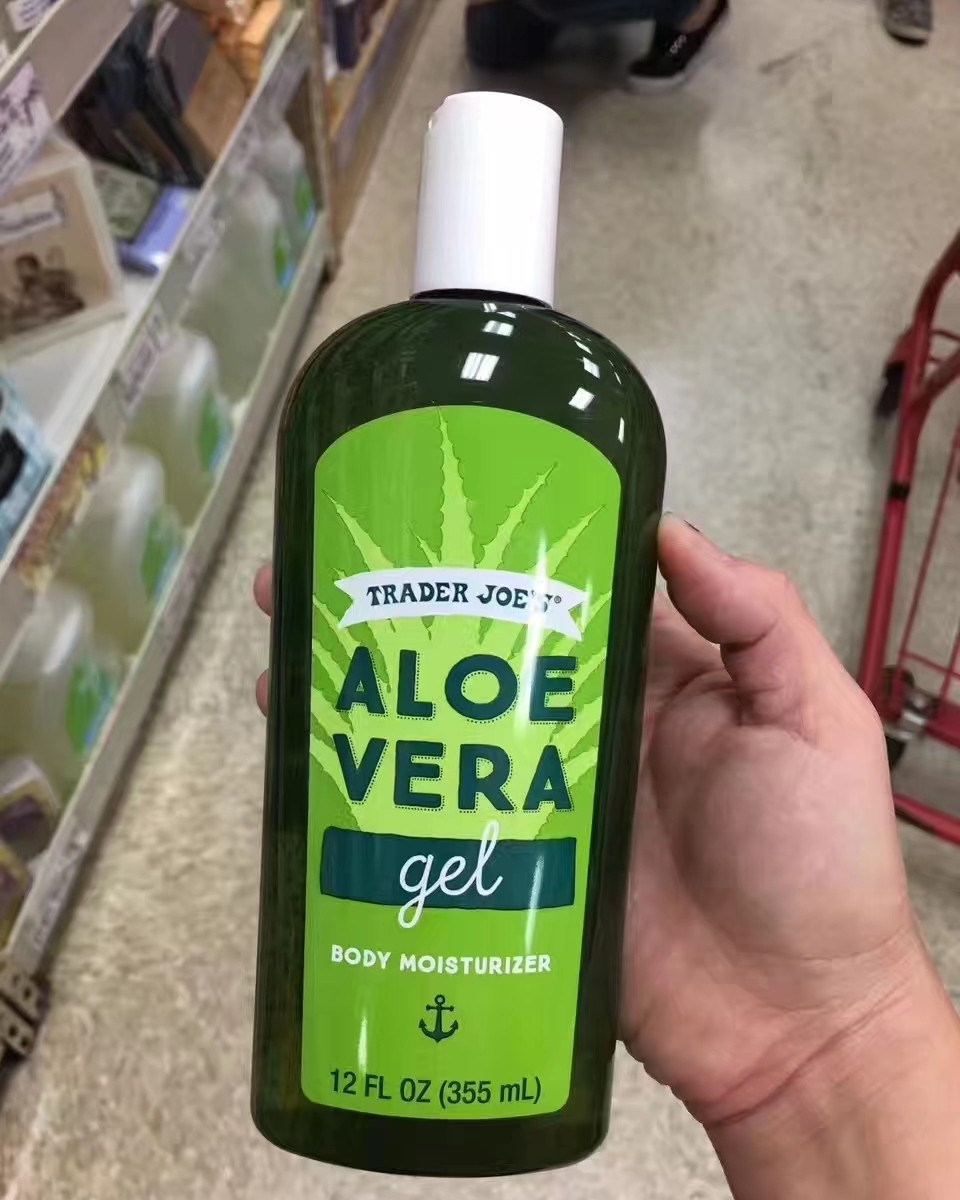 TRADER JOE'S®
ALOE
VERA
gel
BODY MOISTURIZER
12 FL OZ (355 mL)